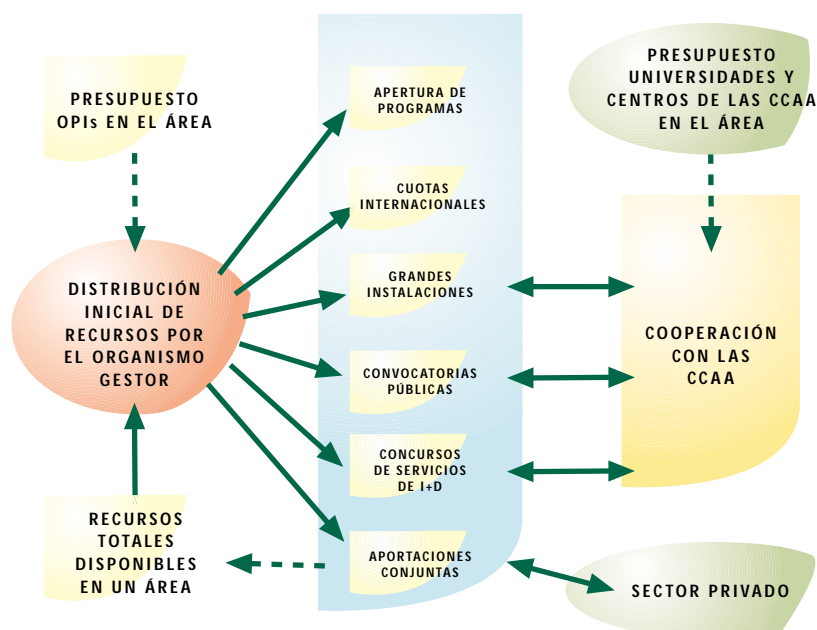 PRESUPUESTO
OPIs EN EL ÁREA
DISTRIBUCIÓN
INICIAL DE
RECURSOS POR
EL ORGANISMO
GESTOR
RECURSOS
TOTALES
DISPONIBLES
EN UN ÁREA
APERTURA DE
PROGRAMAS
CUOTAS
INTERNACIONALES
GRANDES
INSTALACIONES
CONVOCATORIAS
PÚBLICAS
CONCURSOS
DE SERVICIOS
DE I+D
APORTACIONES
CONJUNTAS
PRESUPUESTO
UNIVERSIDADES Y
CENTROS DE LAS CCAA
EN EL ÁREA
COOPERACIÓN
CON LAS
CCAA
SECTOR PRIVADO